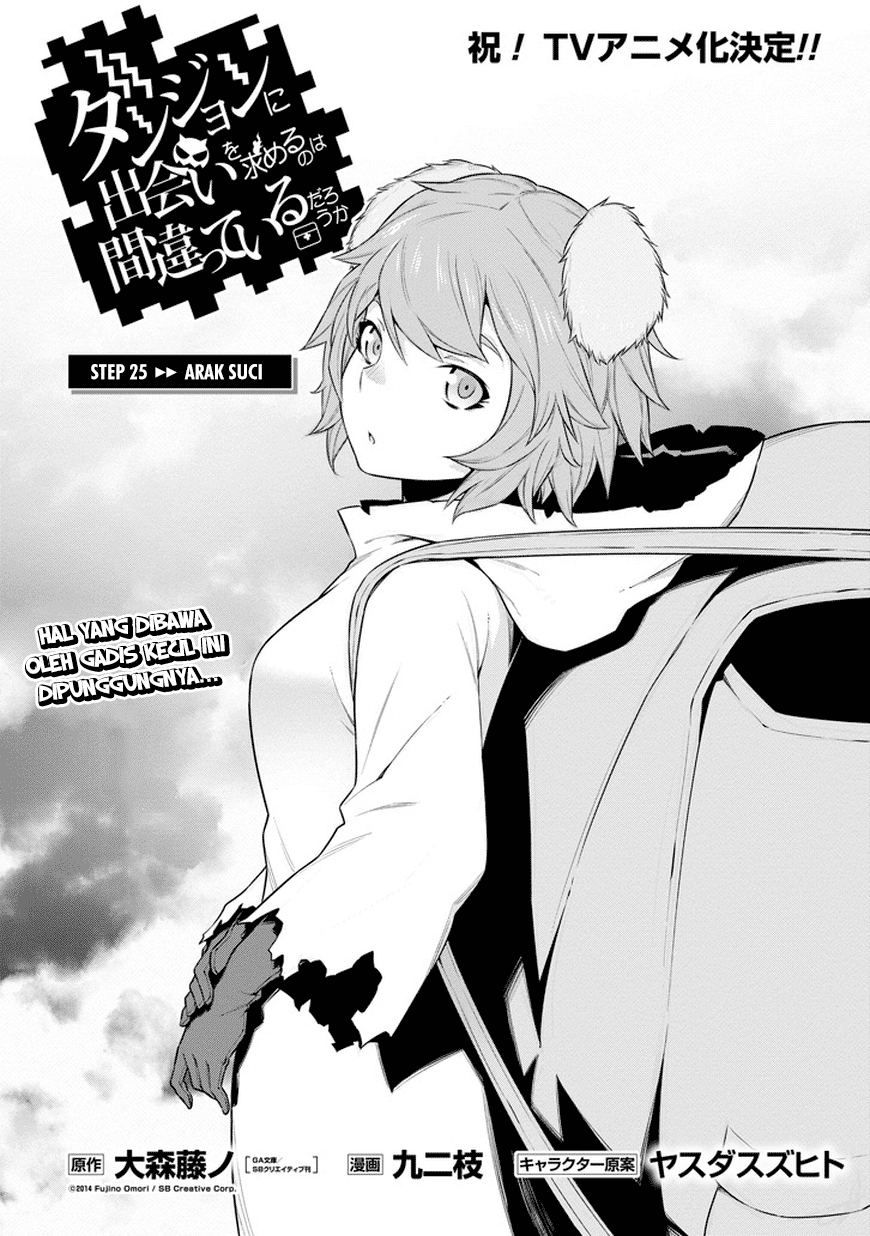 祝! TVアニメ化決定!!
ダンジョンに
出会いを求めるのは
間違っているだろうか
STEP 25 ▸▸ ARAK SUCI
HAL YANG DIBAWA
OLEH GADIS KECIL INI
DIPUNGGUNGNYA...
原作 大森藤ノ [GA文庫/
SBクリエイティブ刊] 漫画 九二枝 キャラクター原案 ヤスダスズヒト
©2014 Fujino Omori / SB Creative Corp.